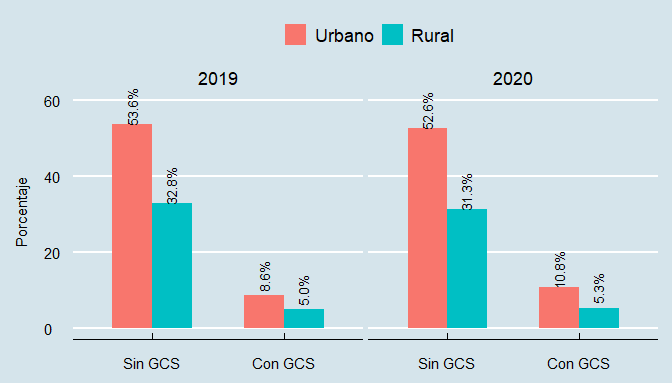 Urbano Rural
2019 2020
Porcentaje
60
40
20
0
53.6% 32.8% 8.6% 5.0% 52.6% 31.3% 10.8% 5.3%
Sin GCS Con GCS Sin GCS Con GCS